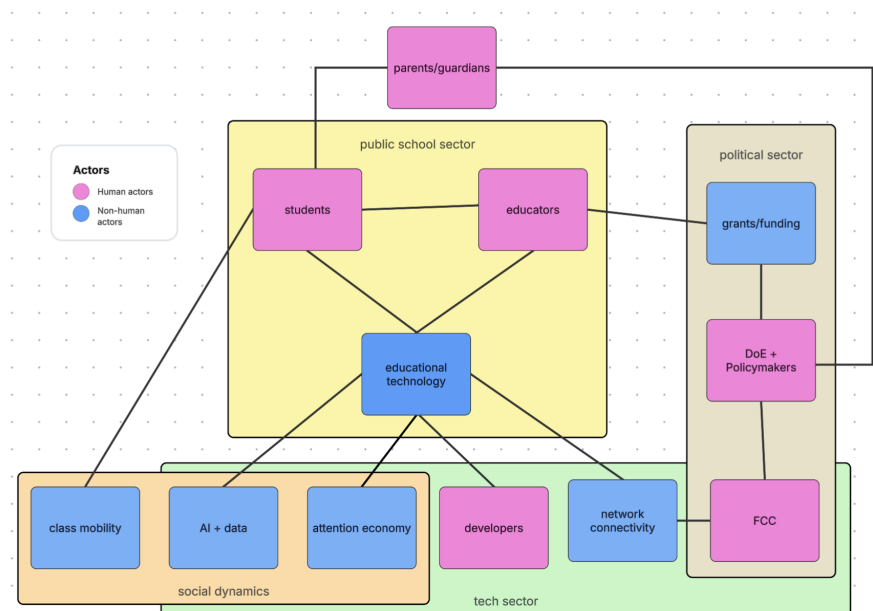 parents/guardians
public school sector
political sector
Actors
Human actors
Non-human
actors
students
educators
grants/funding
educational
technology
DoE +
Policymakers
class mobility
AI + data
attention economy
developers
network
connectivity
FCC
social dynamics
tech sector